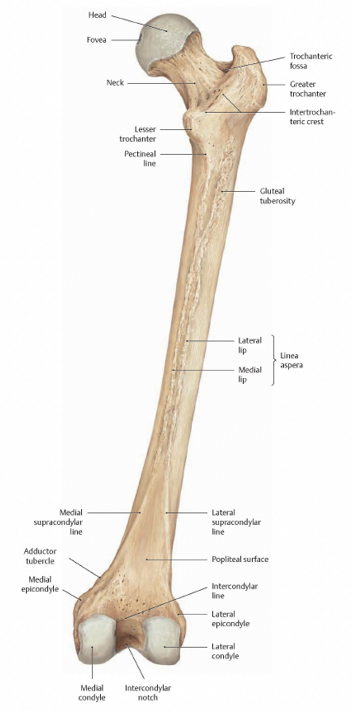 Head
Fovea
Trochanteric
fossa
Neck
Greater
trochanter
Intertrochan-
teric crest
Lesser
trochanter
Pectineal
line
Gluteal
tuberosity
Lateral
lip
Linea
aspera
Medial
lip
Medial
supracondylar
line
Lateral
supracondylar
line
Adductor
tubercle
Popliteal surface
Medial
epicondyle
Intercondylar
line
Lateral
epicondyle
Lateral
condyle
Medial
condyle
Intercondylar
notch